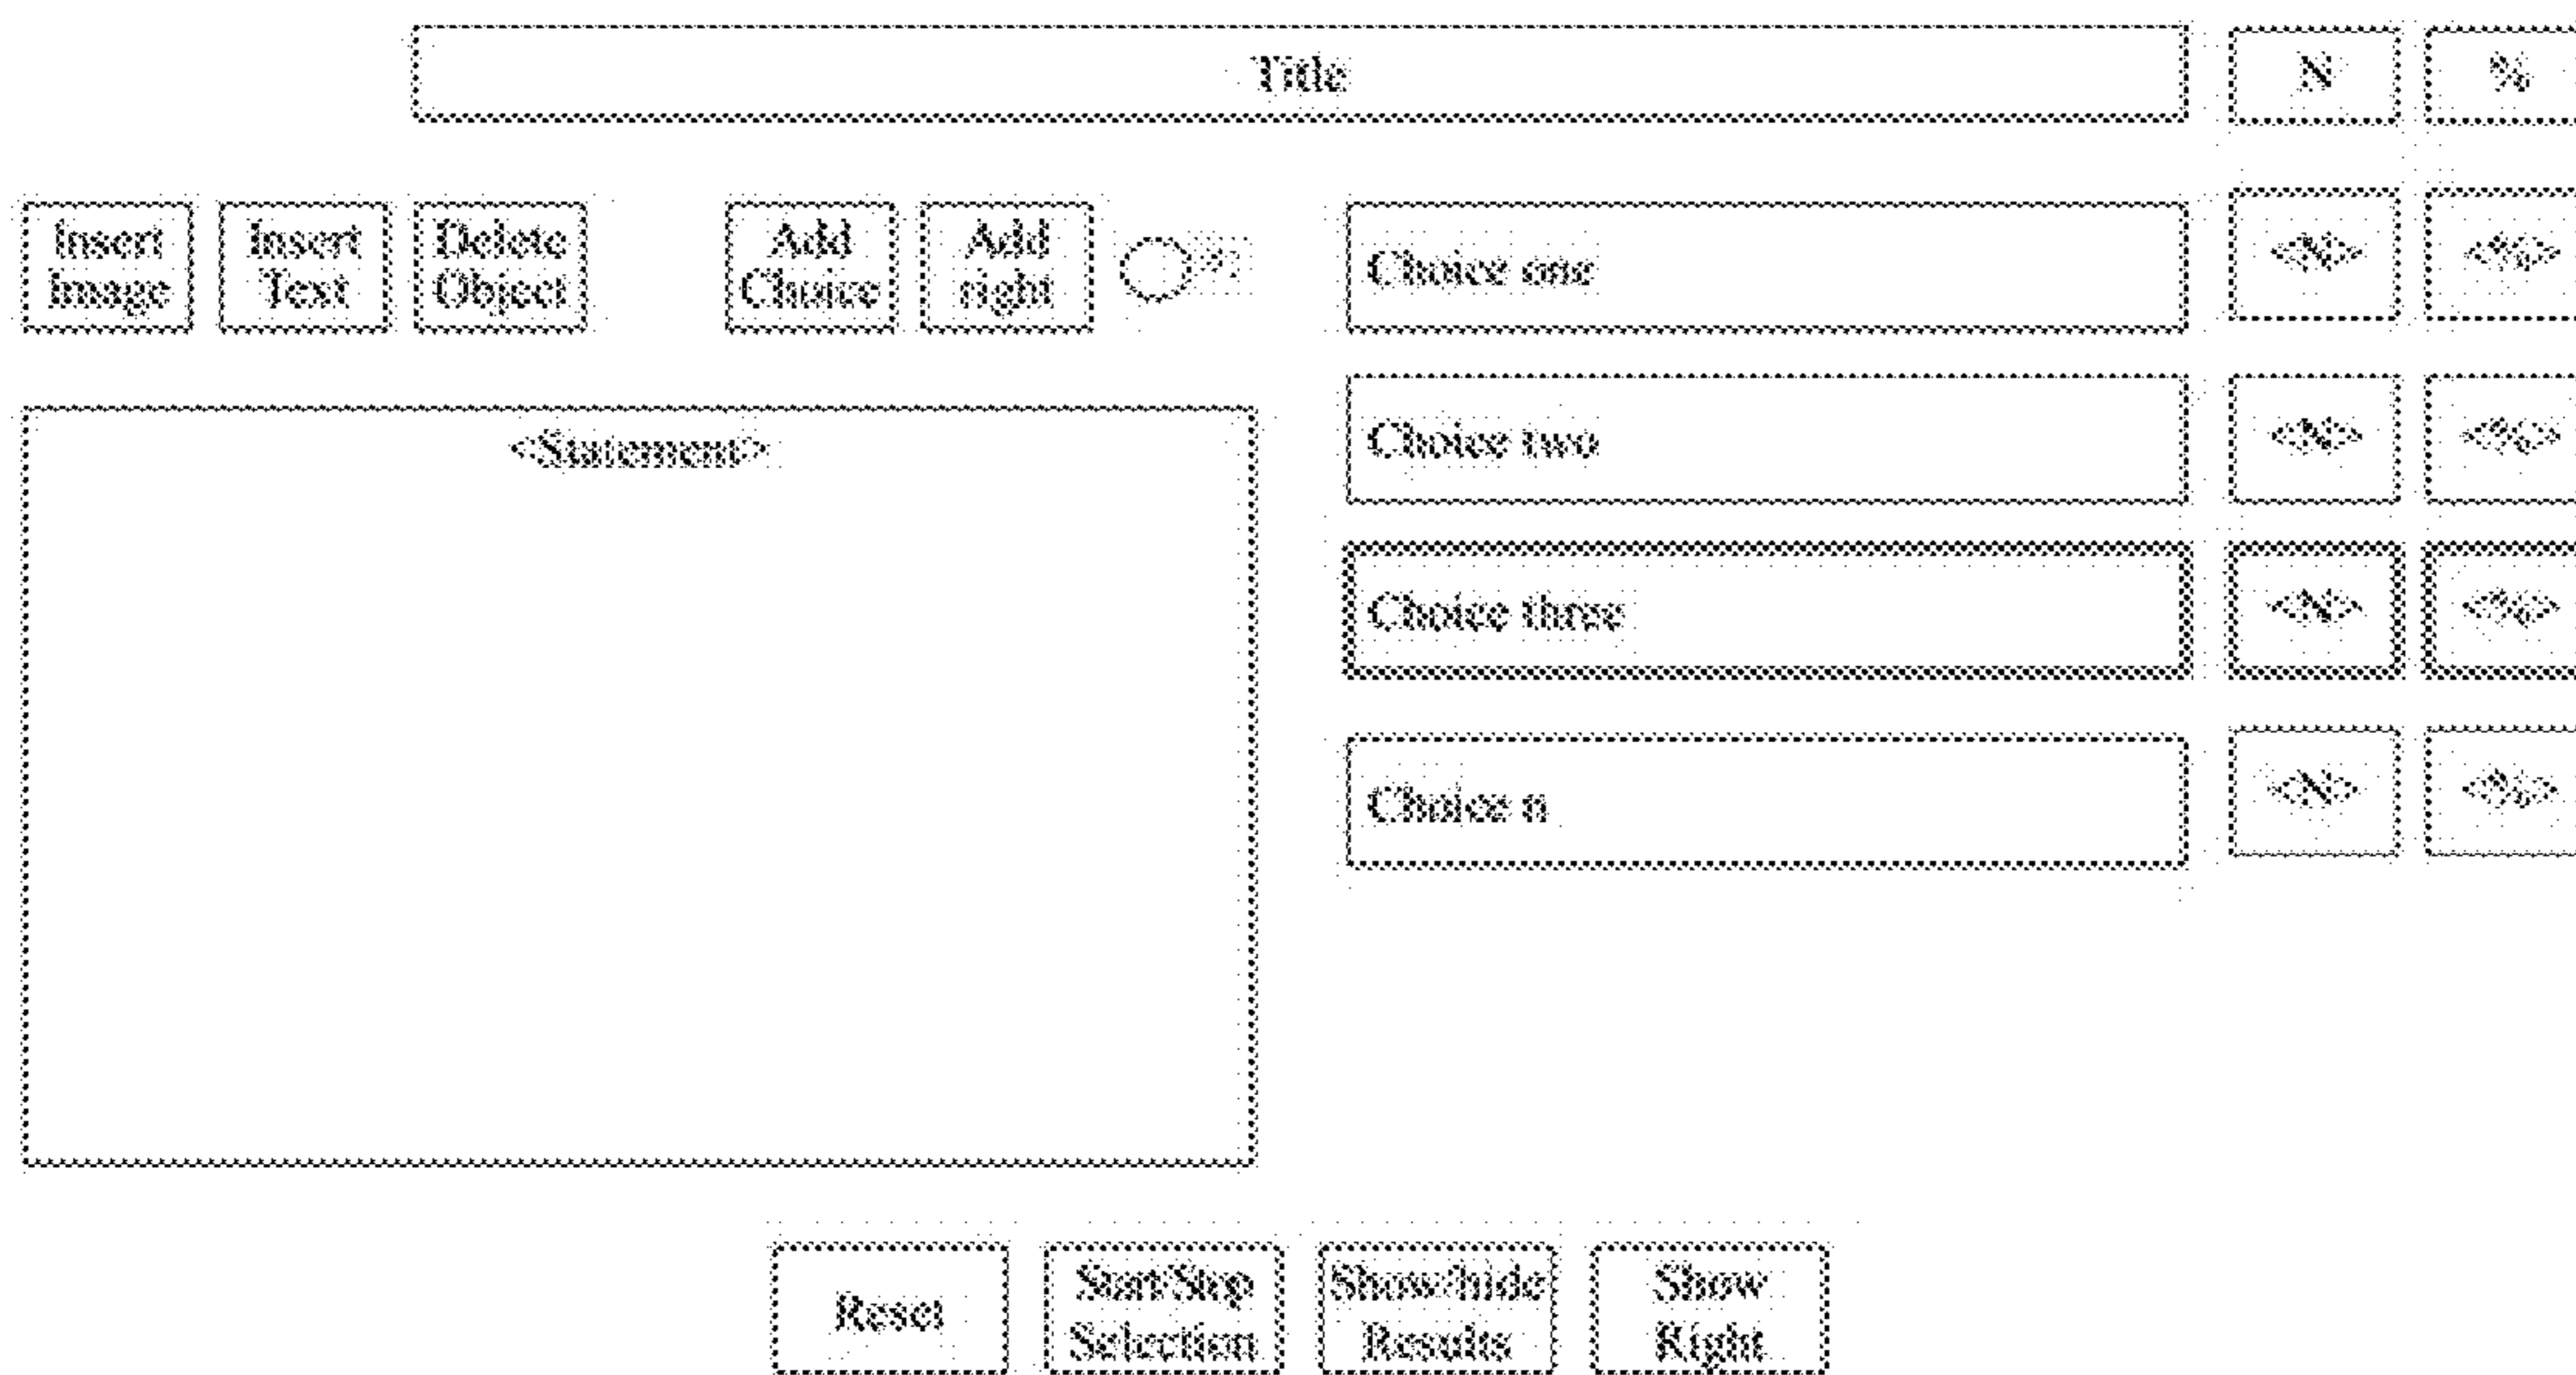 Title
N
%
Insert
Image
Insert
Text
Delete
Object
Add
Choice
Add
right
Choice one
<N>
<%>
Choice two
<N>
<%>
<Statement>
Choice three
<N>
<%>
Choice n
<N>
<%>
Reset
Start/Stop
Selection
Show/hide
Results
Show
Right